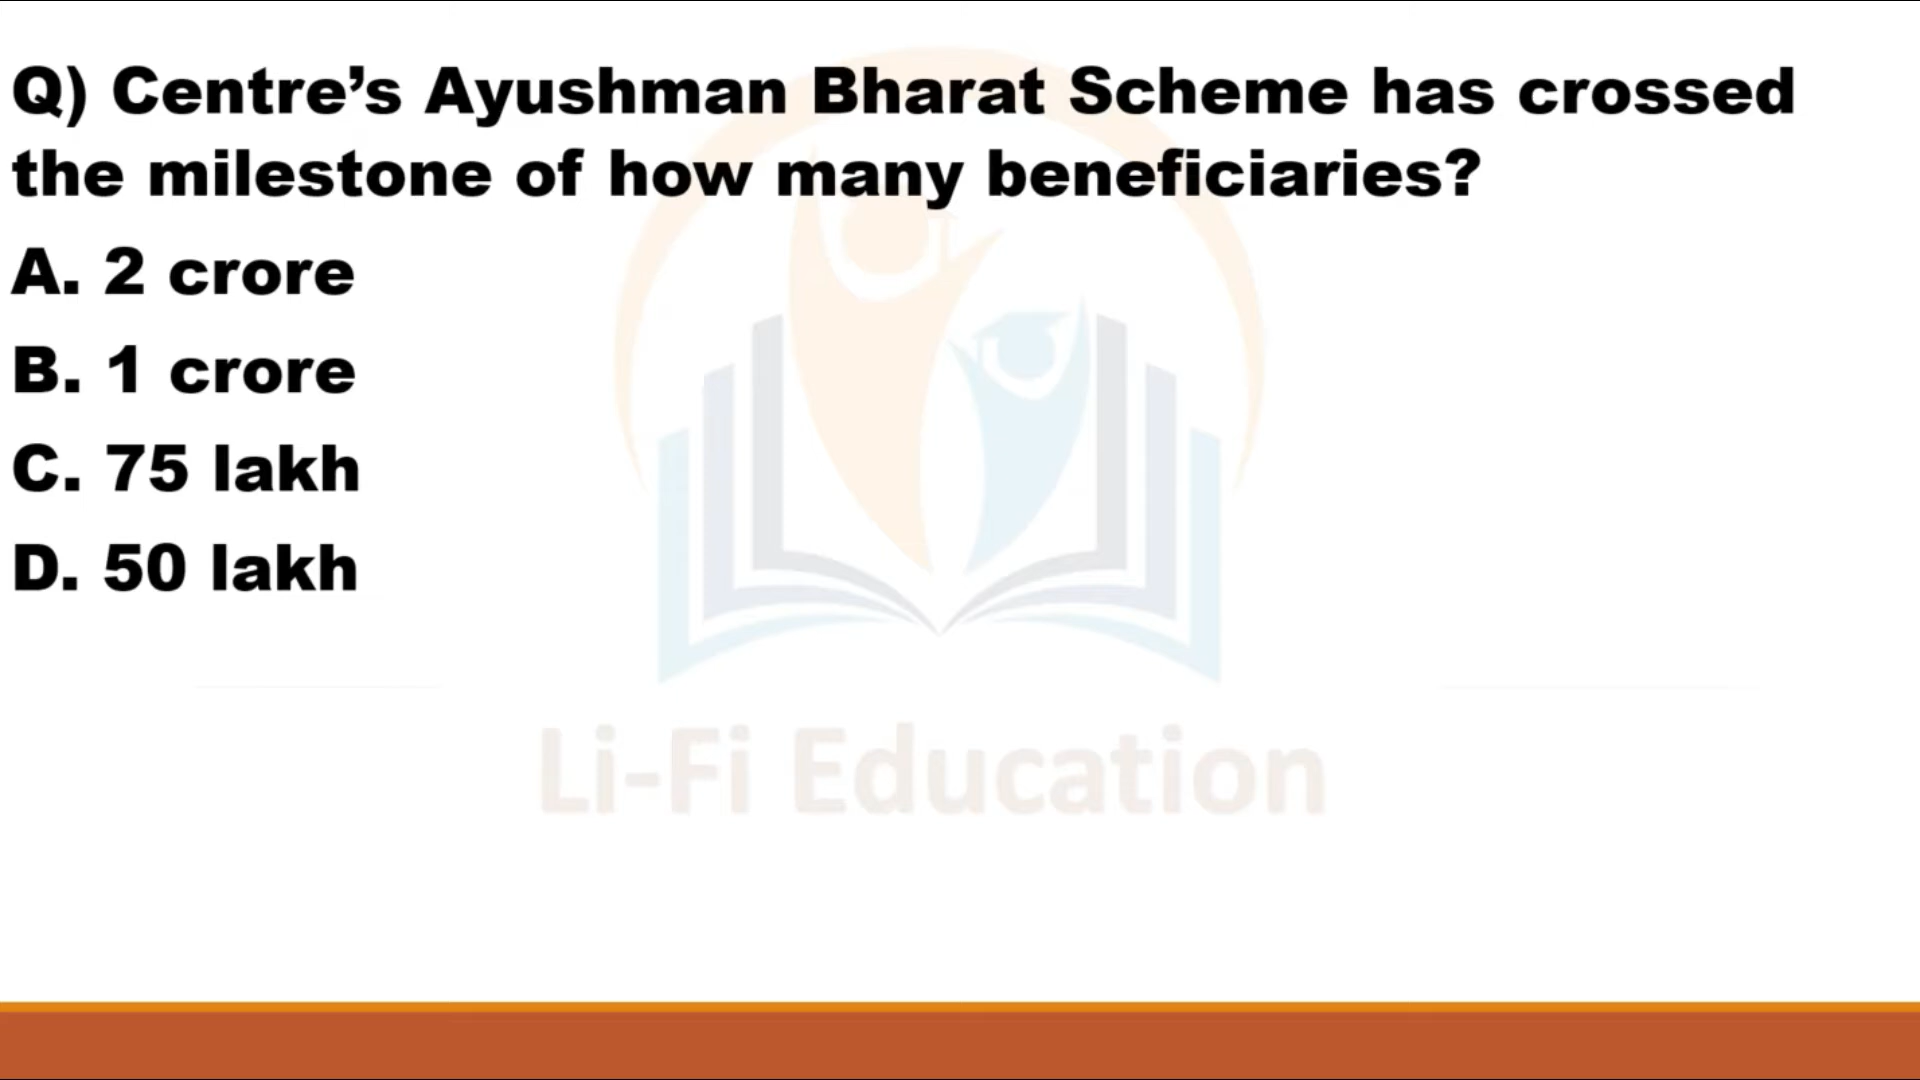 Q) Centre’s Ayushman Bharat Scheme has crossed
the milestone of how many beneficiaries?
A. 2 crore
B. 1 crore
C. 75 lakh
D. 50 lakh
Li-Fi Education